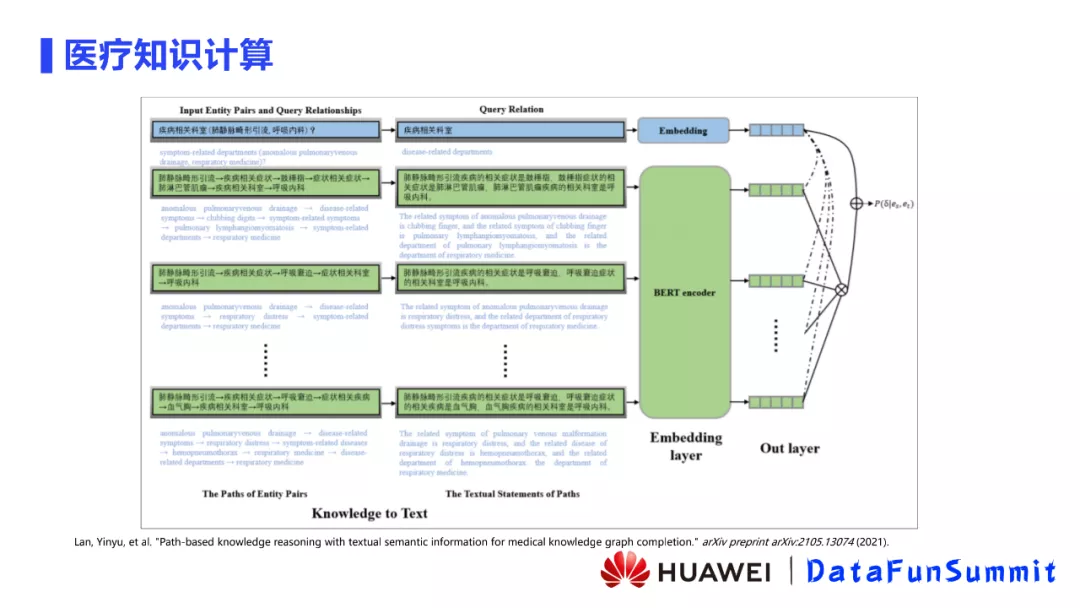 医疗知识计算
Input Entity Pairs and Query Relationships
Query Relation
疾病相关科室(肺静脉畸形引流, 呼吸内科) ?
疾病相关科室
Embedding
symptom-related departments (anomalous pulmonaryvenous
drainage, respiratory medicine)?
disease-related departments
肺静脉畸形引流→疾病相关症状→鼓棰指→症状相关症状→
肺淋巴管肌瘤→疾病相关科室→呼吸内科
肺静脉畸形引流疾病的相关症状是鼓棰指、鼓棰指症状的相
关症状是肺淋巴管肌瘤、肺淋巴管肌瘤疾病的相关科室是呼
吸内科。
anomalous pulmonaryvenous drainage → disease-related
symptoms → clubbing digits → symptom-related symptoms
→ pulmonary lymphangiomyomatosis → symptom-related
departments → respiratory medicine
The related symptom of anomalous pulmonaryvenous drainage
is clubbing finger, and the related symptom of clubbing finger
is pulmonary lymphangiomyomatosis, and the related
department of pulmonary lymphangiomyomatosis is the
department of respiratory medicine.
P(δ|eₛ,eₜ)
肺静脉畸形引流→疾病相关症状→呼吸窘迫→症状相关科室
→呼吸内科
肺静脉畸形引流疾病的相关症状是呼吸窘迫、呼吸窘迫症状
的相关科室是呼吸内科。
BERT encoder
anomalous pulmonaryvenous drainage → disease-related
symptoms → respiratory distress → symptom-related
departments → respiratory medicine
The related symptom of anomalous pulmonaryvenous drainage
is respiratory distress, and the related department of respiratory
distress symptoms is the department of respiratory medicine.
肺静脉畸形引流→疾病相关症状→呼吸窘迫→症状相关疾病
→血气胸→疾病相关科室→呼吸内科
肺静脉畸形引流疾病的相关症状是呼吸窘迫、呼吸窘迫症状
的相关疾病是血气胸、血气胸疾病的相关科室是呼吸内科。
anomalous pulmonaryvenous drainage → disease-related
symptoms → respiratory distress → symptom-related diseases
→ hemopneumothorax → respiratory medicine → disease-
related departments → respiratory medicine
The related symptom of pulmonary venous malformation
drainage is respiratory distress, and the related disease of
respiratory distress is hemopneumothorax, and the related
department of hemopneumothorax the department of
respiratory medicine.
Embedding
layer
Out layer
The Paths of Entity Pairs
The Textual Statements of Paths
Knowledge to Text
Lan, Yinyu, et al. "Path-based knowledge reasoning with textual semantic information for medical knowledge graph completion." arXiv preprint arXiv:2105.13074 (2021).
HUAWEI | DataFunSummit